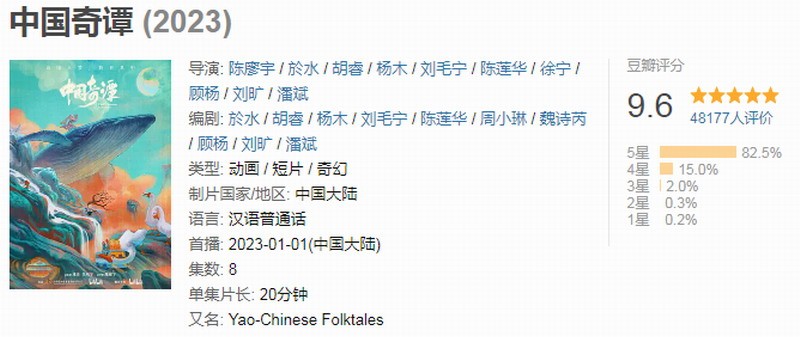 中国奇谭 (2023)
中国奇谭
导演: 陈廖宇 / 於水 / 胡睿 / 杨木 / 刘毛宁 / 陈莲华 / 徐宁 /
顾杨 / 刘旷 / 潘斌
编剧: 於水 / 胡睿 / 杨木 / 刘毛宁 / 陈莲华 / 周小琳 / 魏诗芮
/ 顾杨 / 刘旷 / 潘斌
类型: 动画 / 短片 / 奇幻
制片国家/地区: 中国大陆
语言: 汉语普通话
首播: 2023-01-01(中国大陆)
集数: 8
单集片长: 20分钟
又名: Yao-Chinese Folktales
豆瓣评分
9.6
48177人评价
5星 82.5%
4星 15.0%
3星 2.0%
2星 0.3%
1星 0.2%